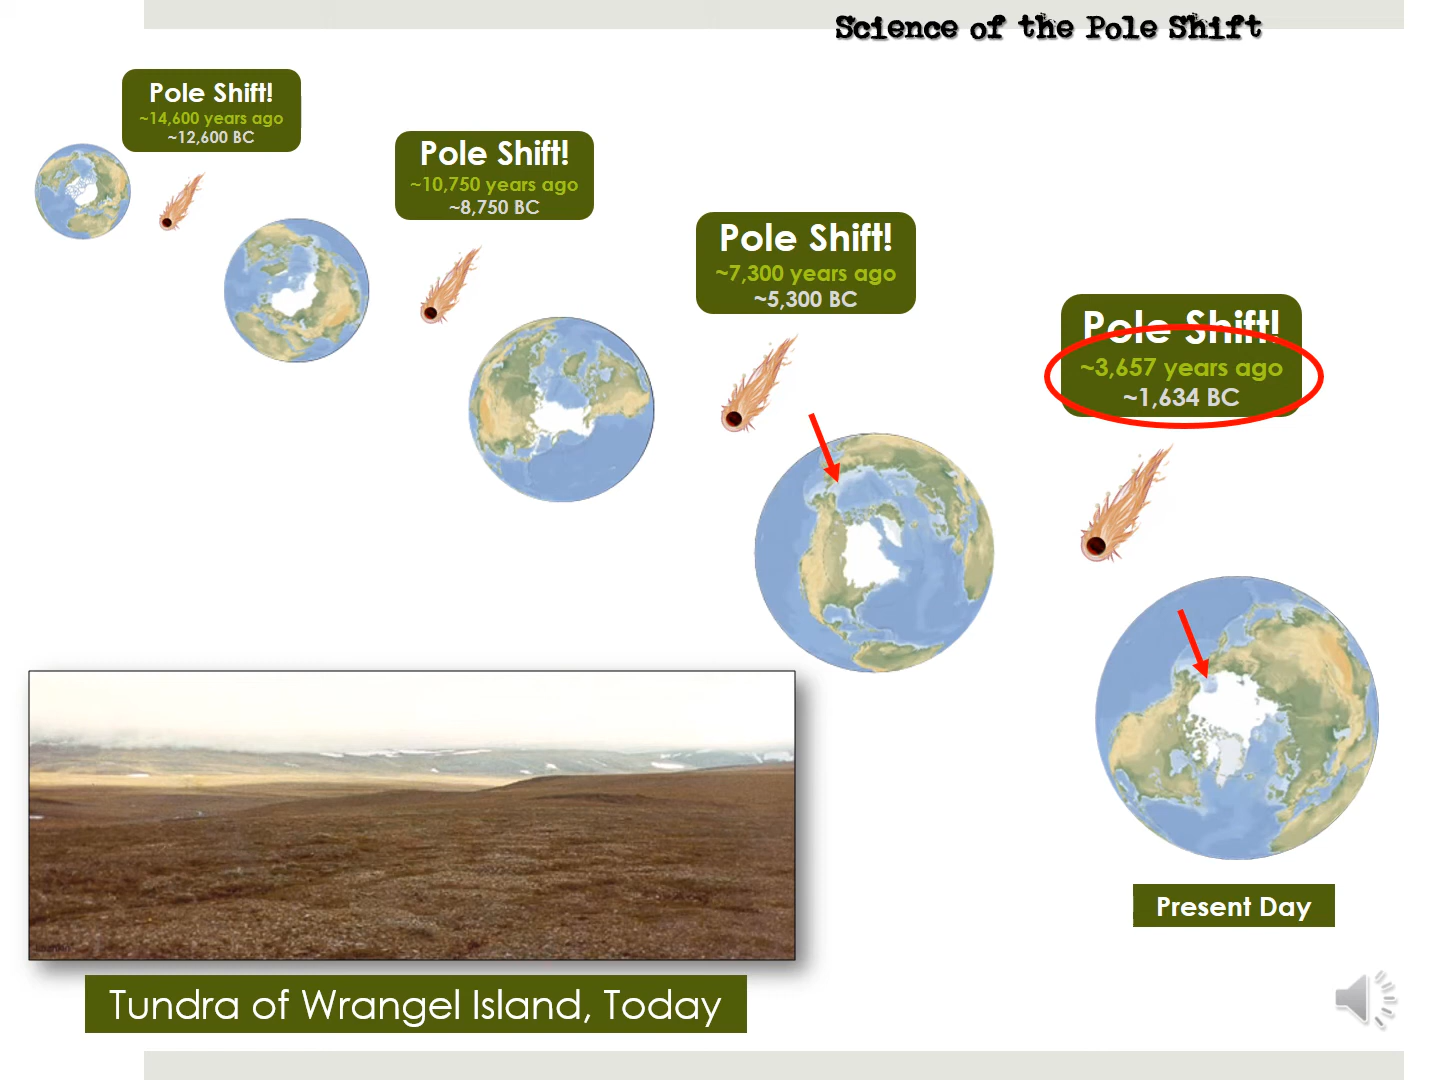 Science of the Pole Shift
Pole Shift!
~14,600 years ago
~12,600 BC
Pole Shift!
~10,750 years ago
~8,750 BC
Pole Shift!
~7,300 years ago
~5,300 BC
Pole Shift!
~3,657 years ago
~1,634 BC
Present Day
Tundra of Wrangel Island, Today